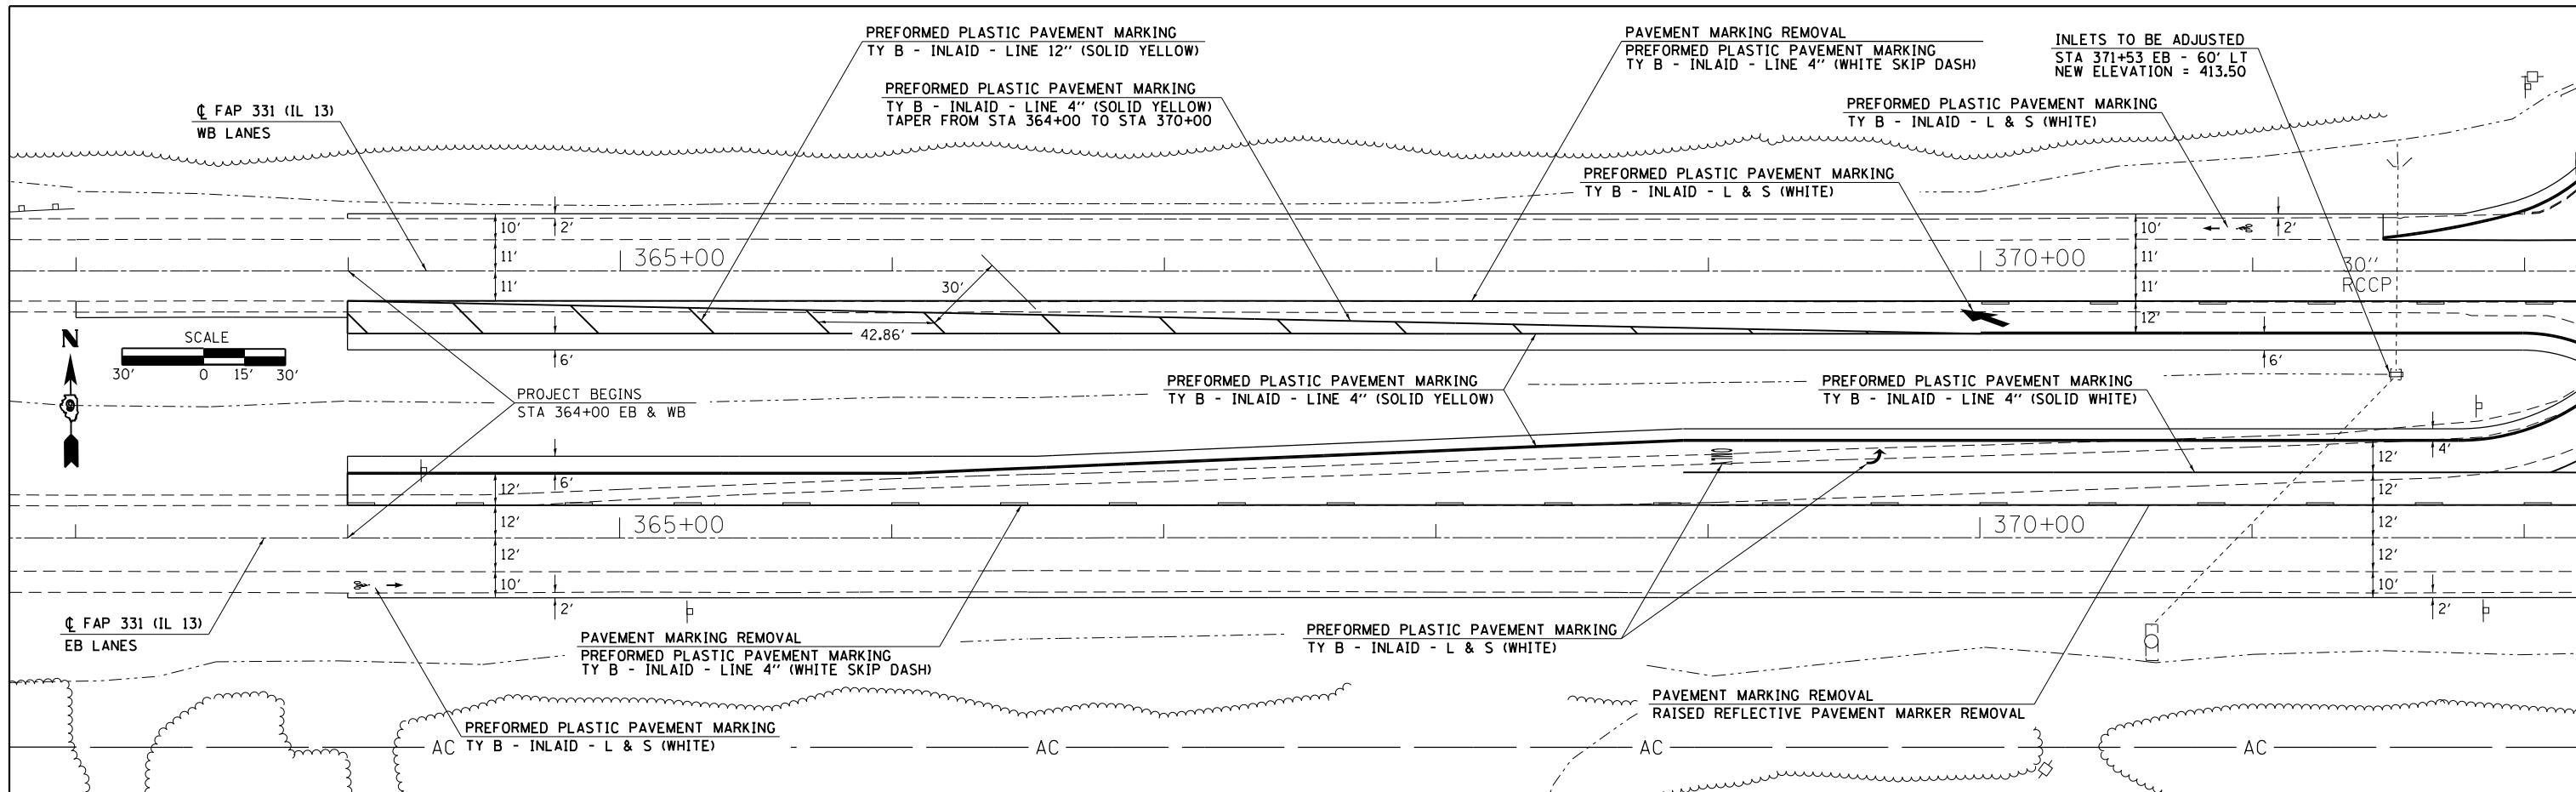 PREFORMED PLASTIC PAVEMENT MARKING
TY B - INLAID - LINE 12'' (SOLID YELLOW)
PAVEMENT MARKING REMOVAL
PREFORMED PLASTIC PAVEMENT MARKING
TY B - INLAID - LINE 4'' (WHITE SKIP DASH)
INLETS TO BE ADJUSTED
STA 371+53 EB - 60' LT
NEW ELEVATION = 413.50
PREFORMED PLASTIC PAVEMENT MARKING
TY B - INLAID - LINE 4'' (SOLID YELLOW)
TAPER FROM STA 364+00 TO STA 370+00
℄ FAP 331 (IL 13)
WB LANES
PREFORMED PLASTIC PAVEMENT MARKING
TY B - INLAID - L & S (WHITE)
PREFORMED PLASTIC PAVEMENT MARKING
TY B - INLAID - L & S (WHITE)
10'
2'
10'
2'
11'
365+00
11'
370+00
30''
RCCP
11'
30'
11'
12'
42.86'
6'
6'
N
SCALE
30'
0
15'
30'
PROJECT BEGINS
STA 364+00 EB & WB
PREFORMED PLASTIC PAVEMENT MARKING
TY B - INLAID - LINE 4'' (SOLID YELLOW)
PREFORMED PLASTIC PAVEMENT MARKING
TY B - INLAID - LINE 4'' (SOLID WHITE)
4'
12'
6'
12'
12'
12'
365+00
370+00
12'
12'
12'
10'
10'
2'
2'
℄ FAP 331 (IL 13)
EB LANES
PAVEMENT MARKING REMOVAL
PREFORMED PLASTIC PAVEMENT MARKING
TY B - INLAID - LINE 4'' (WHITE SKIP DASH)
PREFORMED PLASTIC PAVEMENT MARKING
TY B - INLAID - L & S (WHITE)
PAVEMENT MARKING REMOVAL
RAISED REFLECTIVE PAVEMENT MARKER REMOVAL
PREFORMED PLASTIC PAVEMENT MARKING
TY B - INLAID - L & S (WHITE)
AC
AC
AC
AC